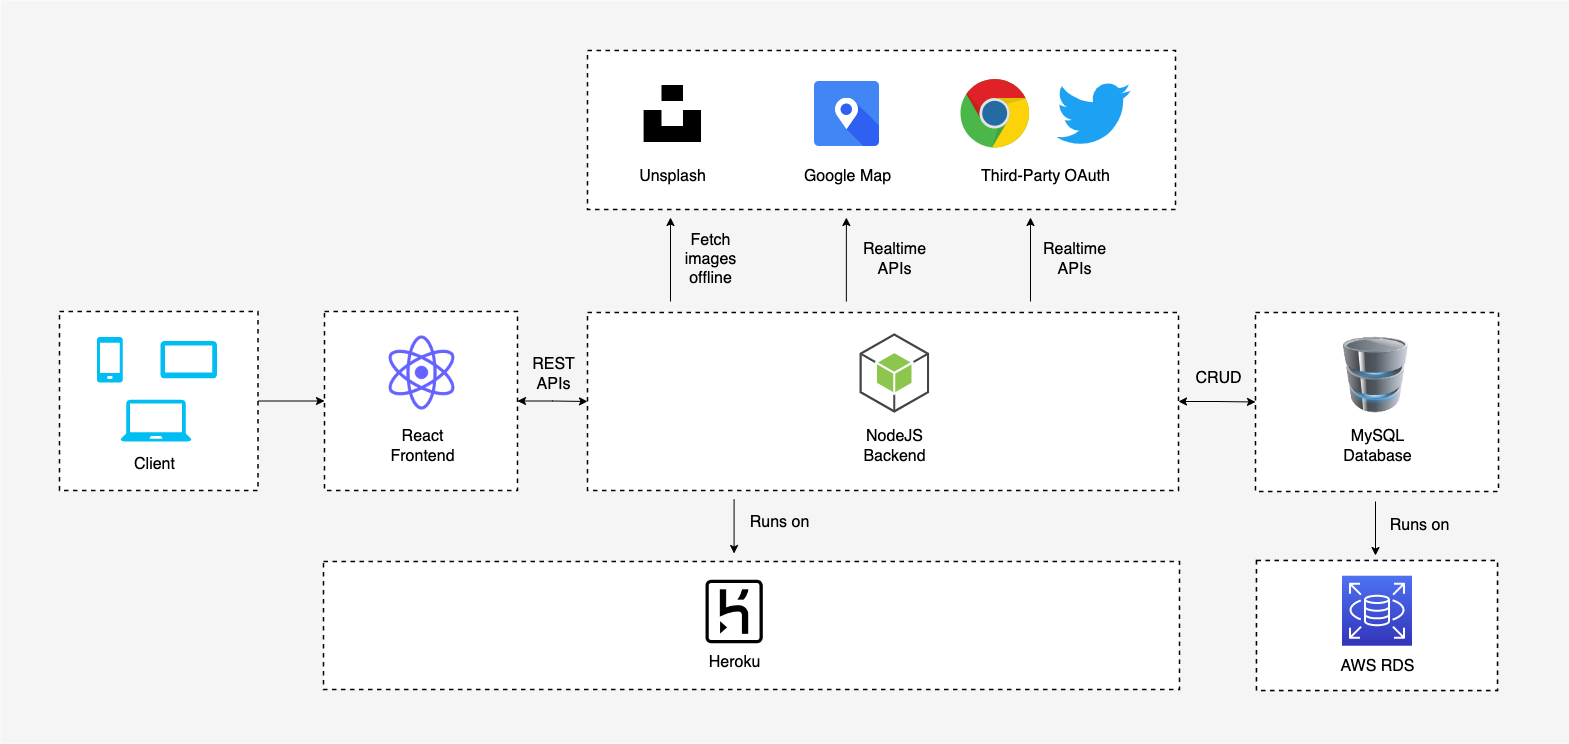 Unsplash
Google Map
Third-Party OAuth
Fetch
images
offline
Realtime
APIs
Realtime
APIs
Client
React
Frontend
REST
APIs
NodeJS
Backend
CRUD
MySQL
Database
Runs on
Runs on
Heroku
AWS RDS